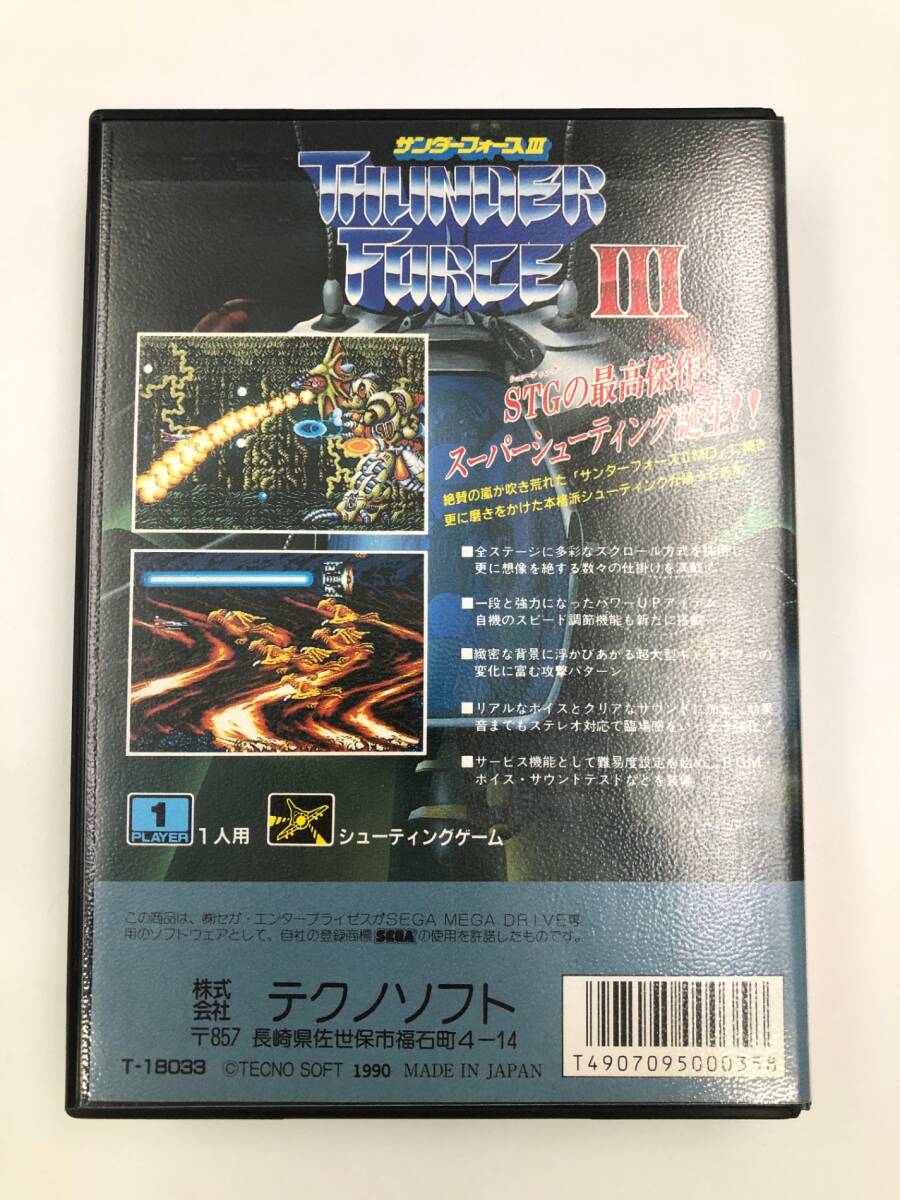 サンダーフォースIII
THUNDER
FORCE III
シューティング
STGの最高傑作
スーパーシューティング誕生!!
絶賛の嵐が吹き荒れた「サンダーフォースII MD」に続き
更に磨きをかけた本格派シューティングが
■全ステージに多彩なスクロール方式を採用し、
更に想像を絶する数々の仕掛けを満載
■一段と強力になったパワーUPアイテム
自機のスピード調節機能も新たに搭載
■緻密な背景に浮かびあがる超大型キャラクターの
変化に富む攻撃パターン
■リアルなボイスとクリアなサウンドに加え、効果
音までもステレオ対応で臨場感を
■サービス機能として難易度設定を始め、BGM・
ボイス・サウンドテストなどを装備
1
PLAYER
1人用
シューティングゲーム
この商品は、㈱セガ・エンタープライゼスがSEGA MEGA DRIVE専
用のソフトウェアとして、自社の登録商標SEGAの使用を許諾したものです。
株式会社 テクノソフト
〒857 長崎県佐世保市福石町4−14
T-18033 ©TECNO SOFT 1990 MADE IN JAPAN
T4907095000358